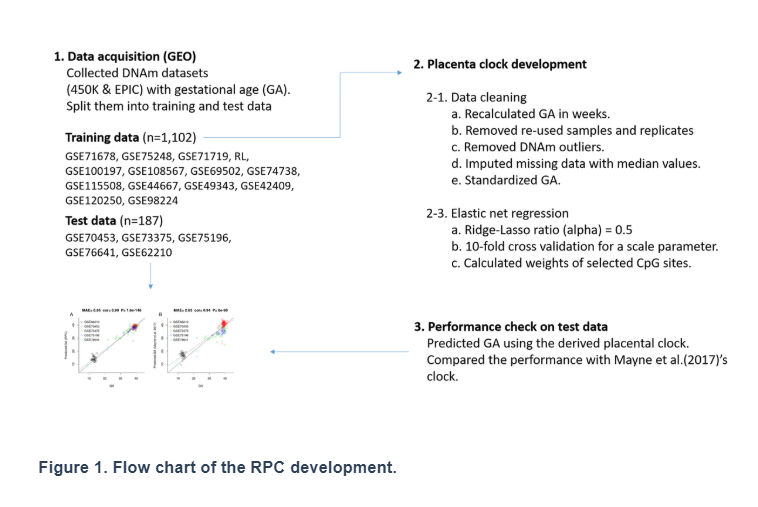 1. Data acquisition (GEO)
Collected DNAm datasets
(450K & EPIC) with gestational age (GA).
Split them into training and test data
Training data (n=1,102)
GSE71678, GSE75248, GSE71719, RL,
GSE100197, GSE108567, GSE69502, GSE74738,
GSE115508, GSE44667, GSE49343, GSE42409,
GSE120250, GSE98224
Test data (n=187)
GSE70453, GSE73375, GSE75196,
GSE76641, GSE62210
2. Placenta clock development
2-1. Data cleaning
a. Recalculated GA in weeks.
b. Removed re-used samples and replicates
c. Removed DNAm outliers.
d. Imputed missing data with median values.
e. Standardized GA.
2-3. Elastic net regression
a. Ridge-Lasso ratio (alpha) = 0.5
b. 10-fold cross validation for a scale parameter.
c. Calculated weights of selected CpG sites.
3. Performance check on test data
Predicted GA using the derived placental clock.
Compared the performance with Mayne et al.(2017)'s
clock.
A
B
Figure 1. Flow chart of the RPC development.